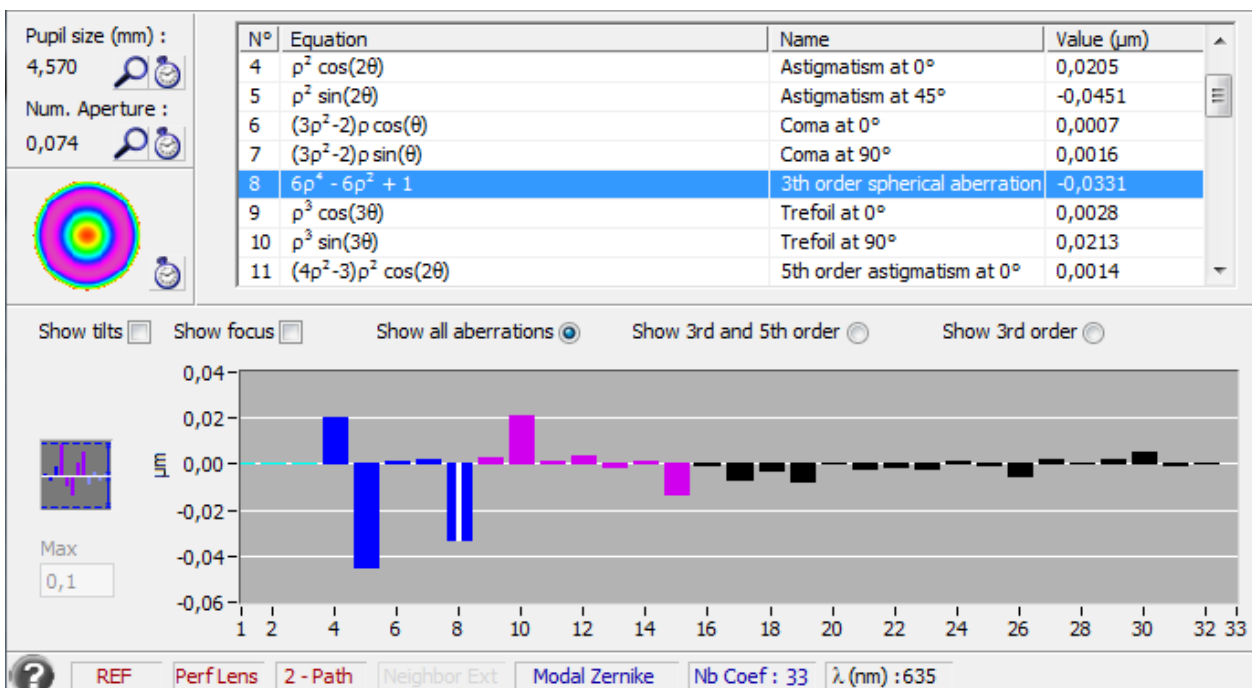 Pupil size (mm) :
4,570
Num. Aperture :
0,074
N° Equation Name Value (µm)
4 ρ² cos(2θ) Astigmatism at 0° 0,0205
5 ρ² sin(2θ) Astigmatism at 45° -0,0451
6 (3ρ²-2)ρ cos(θ) Coma at 0° 0,0007
7 (3ρ²-2)ρ sin(θ) Coma at 90° 0,0016
8 6ρ⁴ - 6ρ² + 1 3th order spherical aberration -0,0331
9 ρ³ cos(3θ) Trefoil at 0° 0,0028
10 ρ³ sin(3θ) Trefoil at 90° 0,0213
11 (4ρ²-3)ρ² cos(2θ) 5th order astigmatism at 0° 0,0014
Show tilts Show focus Show all aberrations Show 3rd and 5th order Show 3rd order
0,04
0,02
0,00
-0,02
-0,04
-0,06
µm
Max
0,1
1 2 4 6 8 10 12 14 16 18 20 22 24 26 28 30 32 33
? REF Perf Lens 2 - Path Neighbor Ext Modal Zernike Nb Coef : 33 λ (nm) : 635